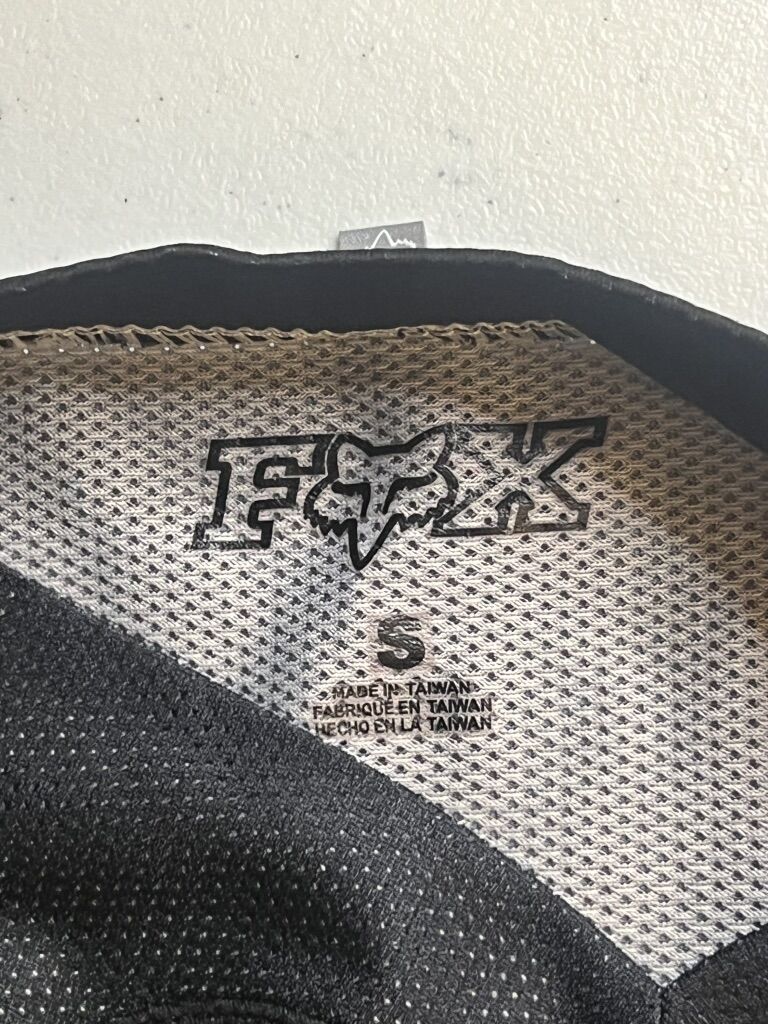 FOX
S
MADE IN TAIWAN
FABRIQUÉ EN TAIWAN
HECHO EN LA TAIWAN